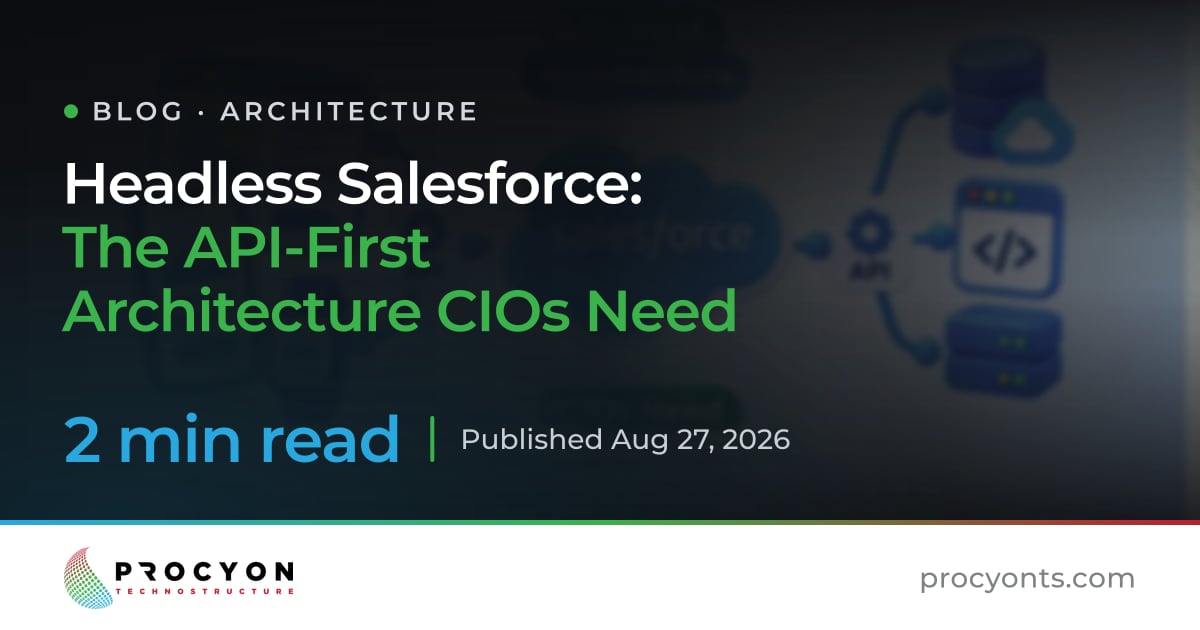 BLOG · ARCHITECTURE
Headless Salesforce:
The API-First
Architecture CIOs Need
2 min read
Published Aug 27, 2026
API
</>
PROCYON
TECHNOSTRUCTURE
procyonts.com